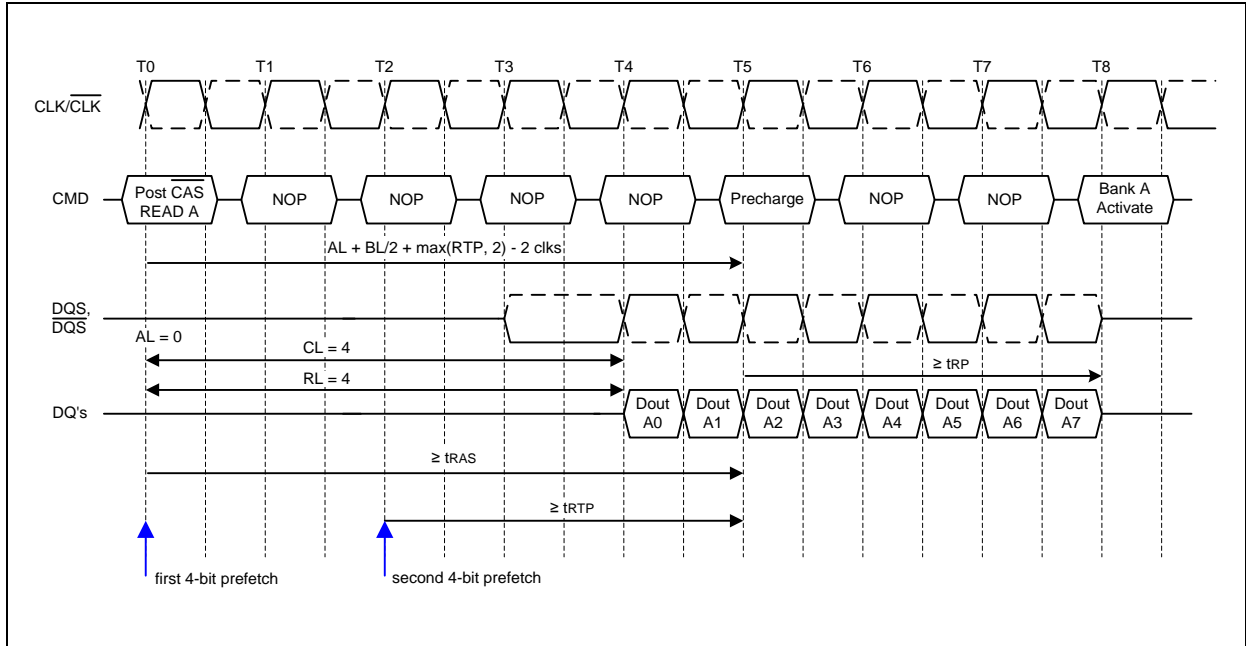 T0 T1 T2 T3 T4 T5 T6 T7 T8
CLK/CLK
CMD
Post CAS
READ A
NOP
NOP
NOP
NOP
Precharge
NOP
NOP
Bank A
Activate
AL + BL/2 + max(RTP, 2) - 2 clks
DQS,
DQS
AL = 0
CL = 4
≥ tRP
RL = 4
DQ's
Dout
A0
Dout
A1
Dout
A2
Dout
A3
Dout
A4
Dout
A5
Dout
A6
Dout
A7
≥ tRAS
≥ tRTP
first 4-bit prefetch
second 4-bit prefetch